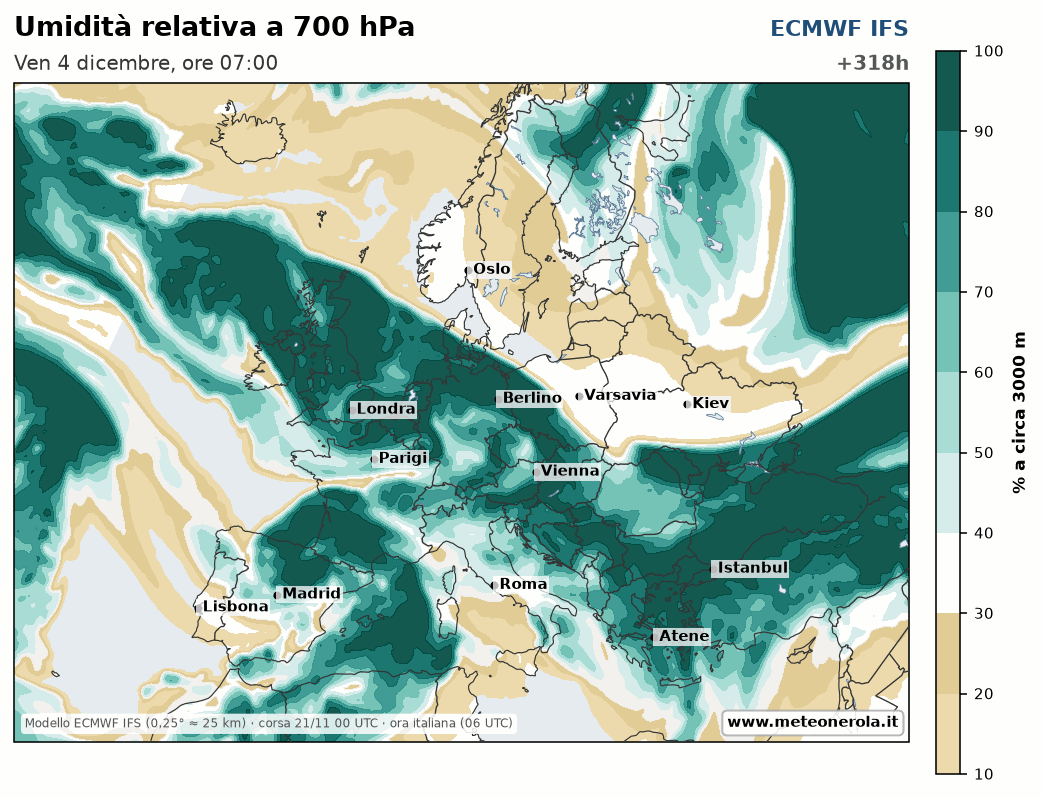 Umidità relativa a 700 hPa
ECMWF IFS
Ven 4 dicembre, ore 07:00
+318h
100
90
80
70
60
50
40
30
20
10
% a circa 3000 m
Oslo
Varsavia
Berlino
Kiev
Londra
Parigi
Vienna
Istanbul
Roma
Madrid
Lisbona
Atene
Modello ECMWF IFS (0,25° ≈ 25 km) · corsa 21/11 00 UTC · ora italiana (06 UTC)
www.meteonerola.it